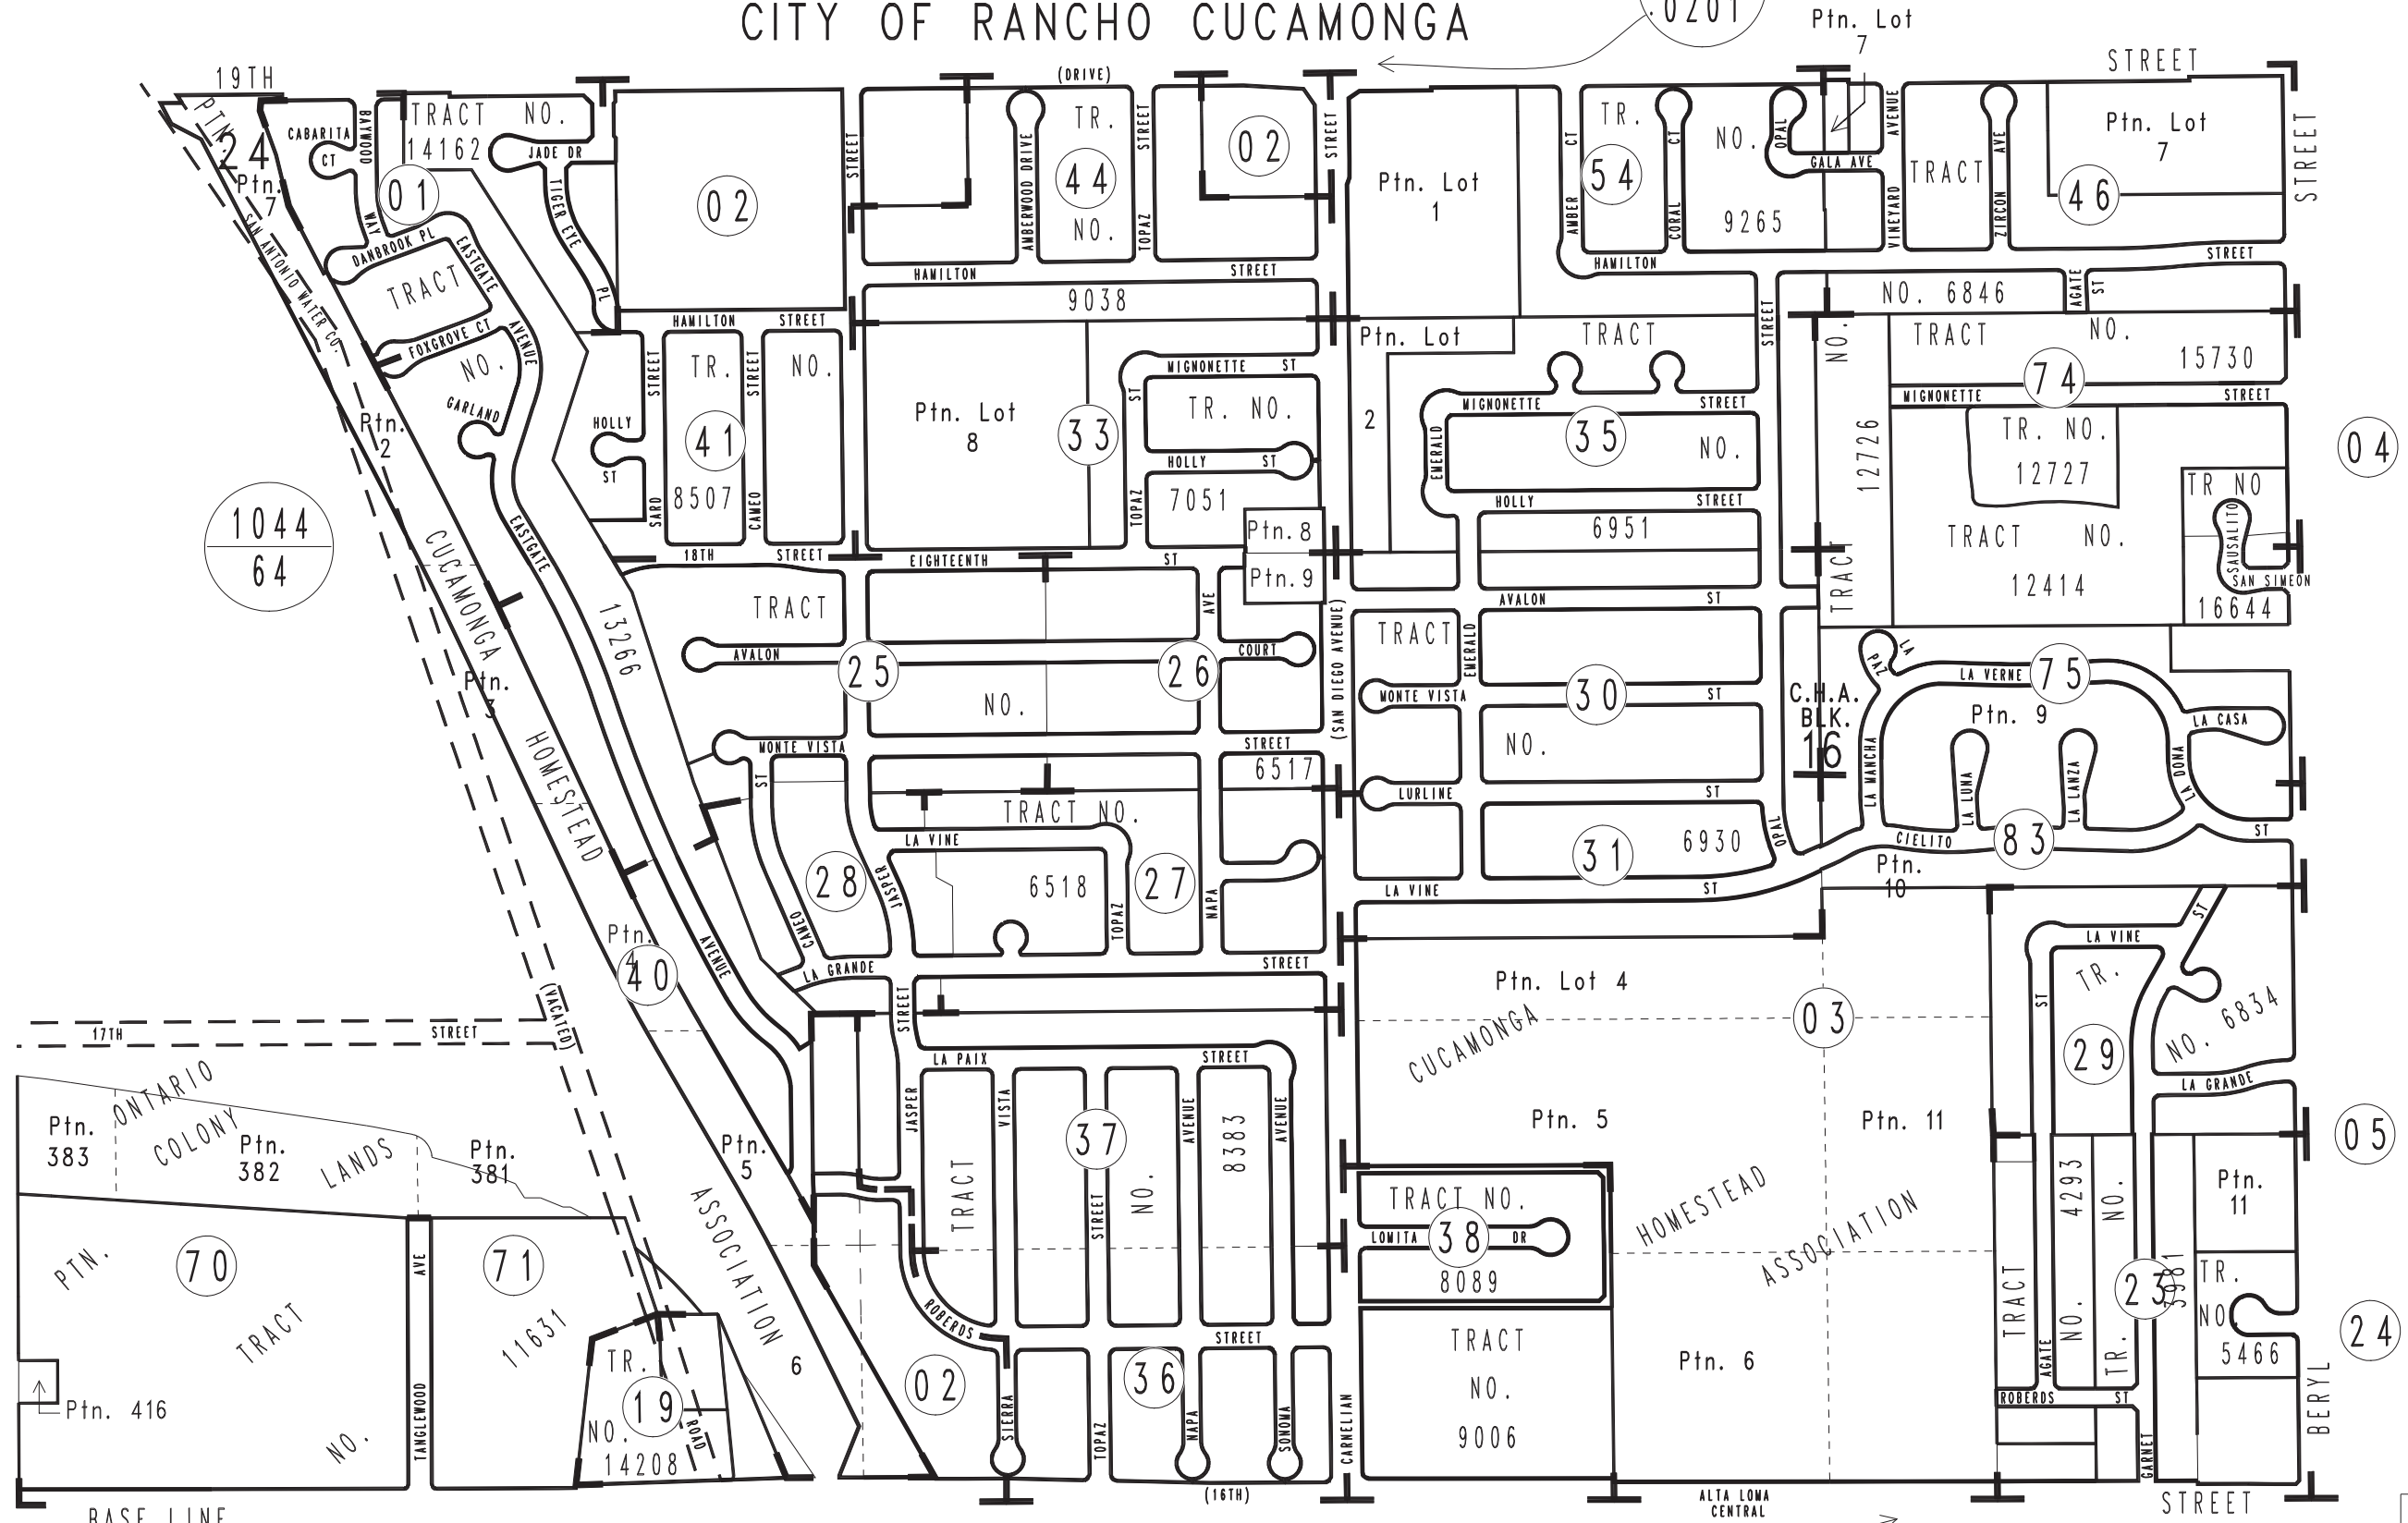 CITY OF RANCHO CUCAMONGA
.0201
Ptn. Lot
7
19TH
(DRIVE)
STREET
PTN.
24
Ptn.
7
CABARITA
CT
BAYWOOD
WAY
TRACT NO.
14162
JADE DR
TIGER EYE
PL
01
02
STREET
AMBERWOOD DRIVE
TR.
44
NO.
STREET
TOPAZ
02
STREET
Ptn. Lot
1
AMBER CT
TR.
54
CORAL CT
NO.
9265
OPAL
GALA AVE
VINEYARD AVENUE
TRACT
ZIRCON AVE
46
Ptn. Lot
7
STREET
SAN ANTONIO WATER CO.
DANBROOK PL
EASTGATE
AVENUE
TRACT
FOXGROVE CT
NO.
GARLAND
HAMILTON STREET
9038
HAMILTON STREET
HAMILTON
STREET
NO. 6846
AGATE
ST
STREET
Ptn.
2
HOLLY
ST
STREET
SARD
TR.
41
8507
STREET
CAMEO
NO.
Ptn. Lot
8
33
MIGNONETTE ST
ST
TOPAZ
TR. NO.
HOLLY ST
7051
Ptn. 8
Ptn. 9
Ptn. Lot
2
TRACT
MIGNONETTE STREET
35
EMERALD
NO.
HOLLY STREET
6951
NO.
12726
TRACT
TRACT NO.
15730
74
MIGNONETTE STREET
TR. NO.
12727
TRACT NO.
12414
TR NO
SAUSALITO
SAN SIMEON
16644
04
1044
64
CUCAMONGA
HOMESTEAD
ASSOCIATION
EASTGATE
13266
18TH STREET
EIGHTEENTH ST
TRACT
AVALON
25
26
AVE
COURT
NO.
Ptn.
3
(SAN DIEGO AVENUE)
AVALON ST
TRACT
EMERALD
MONTE VISTA ST
30
NO.
LURLINE ST
31
6930
OPAL
C.H.A.
BLK.
16
LA
PAZ
LA VERNE
75
Ptn. 9
LA CASA
LA MANCHA
LA LUNA
LA LANZA
LA DONA
CIELITO
83
ST
Ptn.
10
MONTE VISTA
STREET
6517
ST
CAMEO
28
JASPER
TRACT NO.
LA VINE
6518
TOPAZ
27
NAPA
LA GRANDE
STREET
LA VINE ST
Ptn.
4
40
AVENUE
(VACATED)
17TH STREET
ONTARIO
COLONY
LANDS
Ptn.
383
Ptn.
382
Ptn.
381
Ptn. Lot 4
CUCAMONGA
03
Ptn. 5
Ptn. 11
HOMESTEAD
ASSOCIATION
LA VINE
ST
ST
TR.
29
NO. 6834
LA GRANDE
05
STREET
JASPER
LA PAIX STREET
VISTA
37
AVENUE
8383
AVENUE
TRACT
STREET
NO.
Ptn.
5
TRACT NO.
LOMITA
38
DR
8089
TRACT
NO. 4293
NO.
TR.
3981
23
Ptn.
11
TR.
NO.
5466
24
PTN.
70
TRACT
NO.
AVE
TANGLEWOOD
71
11631
6
ROBERDS
STREET
TR.
19
NO.
14208
ROAD
02
SIERRA
TOPAZ
36
NAPA
SONOMA
CARNELIAN
TRACT
NO.
9006
Ptn. 6
AGATE
ROBERDS ST
GARNET
BERYL
Ptn. 416
BASE LINE
(16TH)
ALTA LOMA
CENTRAL
STREET